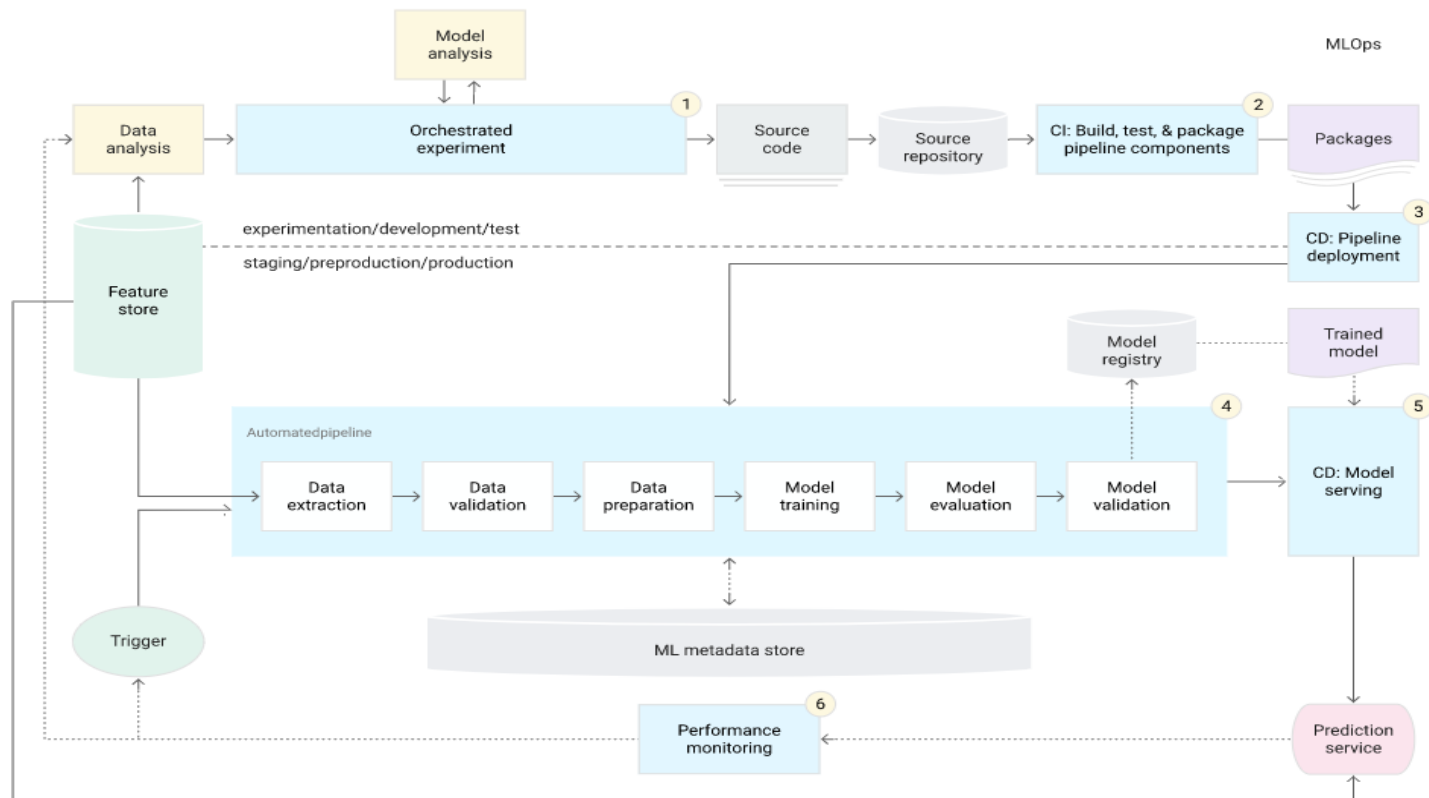 Model
analysis
MLOps
1
2
Data
analysis
Orchestrated
experiment
Source
code
Source
repository
CI: Build, test, & package
pipeline components
Packages
3
experimentation/development/test
staging/preproduction/production
CD: Pipeline
deployment
Feature
store
Model
registry
Trained
model
4
5
Automatedpipeline
Data
extraction
Data
validation
Data
preparation
Model
training
Model
evaluation
Model
validation
CD: Model
serving
Trigger
ML metadata store
6
Performance
monitoring
Prediction
service